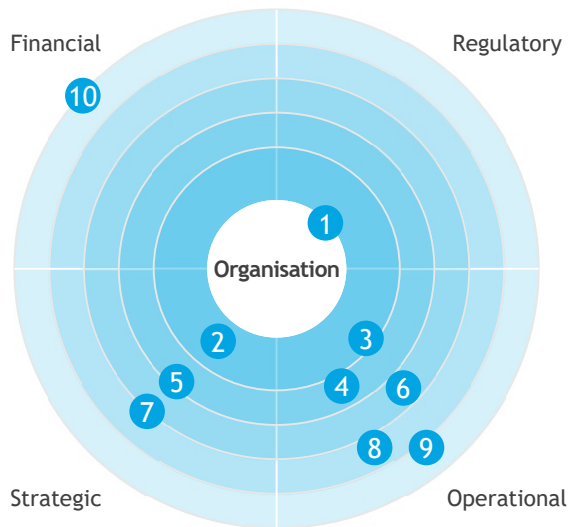 Financial
Regulatory
10
1
Organisation
2
3
5
4
6
7
8
9
Strategic
Operational